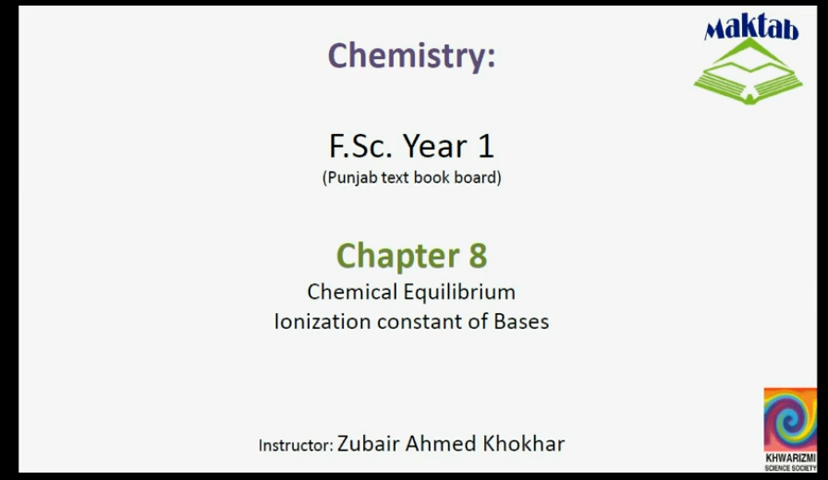 Maktab
Chemistry:
F.Sc. Year 1
(Punjab text book board)
Chapter 8
Chemical Equilibrium
Ionization constant of Bases
Instructor: Zubair Ahmed Khokhar
KHWARIZMI
SCIENCE SOCIETY